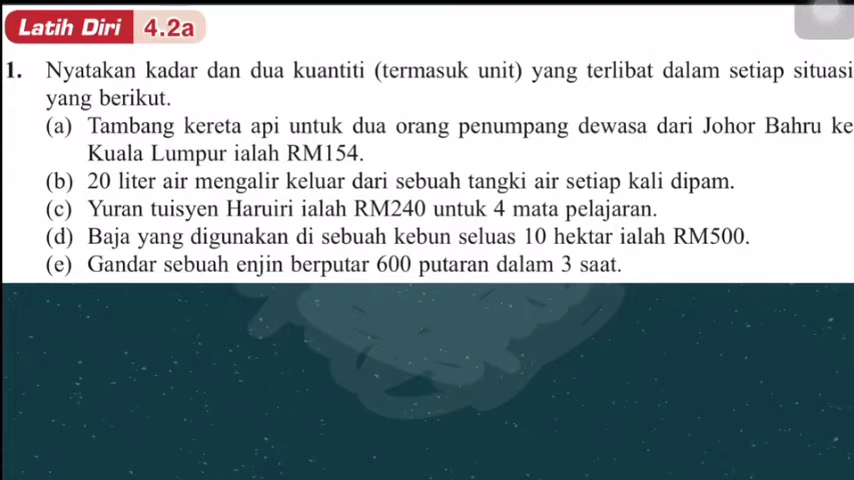 Latih Diri 4.2a
1. Nyatakan kadar dan dua kuantiti (termasuk unit) yang terlibat dalam setiap situasi
yang berikut.
(a) Tambang kereta api untuk dua orang penumpang dewasa dari Johor Bahru ke
Kuala Lumpur ialah RM154.
(b) 20 liter air mengalir keluar dari sebuah tangki air setiap kali dipam.
(c) Yuran tuisyen Haruiri ialah RM240 untuk 4 mata pelajaran.
(d) Baja yang digunakan di sebuah kebun seluas 10 hektar ialah RM500.
(e) Gandar sebuah enjin berputar 600 putaran dalam 3 saat.